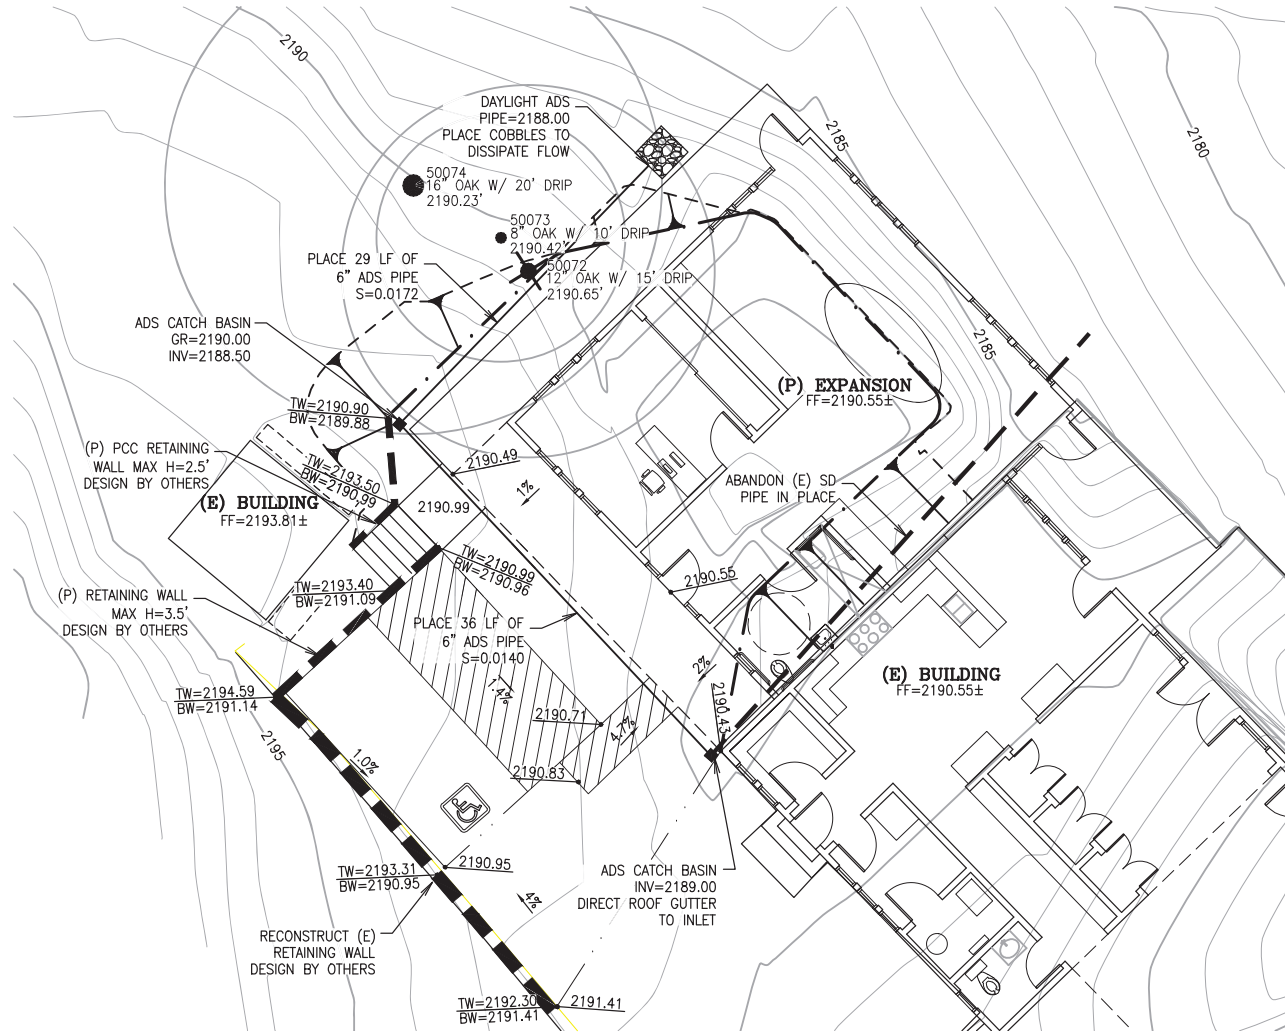 2190
DAYLIGHT ADS
PIPE=2188.00
PLACE COBBLES TO
DISSIPATE FLOW
2185
2180
50074
16" OAK W/ 20' DRIP
2190.23'
50073
8" OAK W/ 10' DRIP
2190.42'
50072
12" OAK W/ 15' DRIP
2190.65'
PLACE 29 LF OF
6" ADS PIPE
S=0.0172
ADS CATCH BASIN
GR=2190.00
INV=2188.50
2185
(P) EXPANSION
FF=2190.55±
TW=2190.90
BW=2189.88
(P) PCC RETAINING
WALL MAX H=2.5'
DESIGN BY OTHERS
TW=2193.50
BW=2190.99
2190.49
1%
ABANDON (E) SD
PIPE IN PLACE
(E) BUILDING
FF=2193.81±
2190.99
TW=2190.99
BW=2190.96
2190.55
TW=2193.40
BW=2191.09
(P) RETAINING WALL
MAX H=3.5'
DESIGN BY OTHERS
PLACE 36 LF OF
6" ADS PIPE
S=0.0140
2%
(E) BUILDING
FF=2190.55±
TW=2194.59
BW=2191.14
1.4%
2190.71
4.7%
2190.43
2195
1.0%
2190.83
2190.95
TW=2193.31
BW=2190.95
ADS CATCH BASIN
INV=2189.00
DIRECT ROOF GUTTER
TO INLET
4%
RECONSTRUCT (E)
RETAINING WALL
DESIGN BY OTHERS
TW=2192.30
BW=2191.41
2191.41